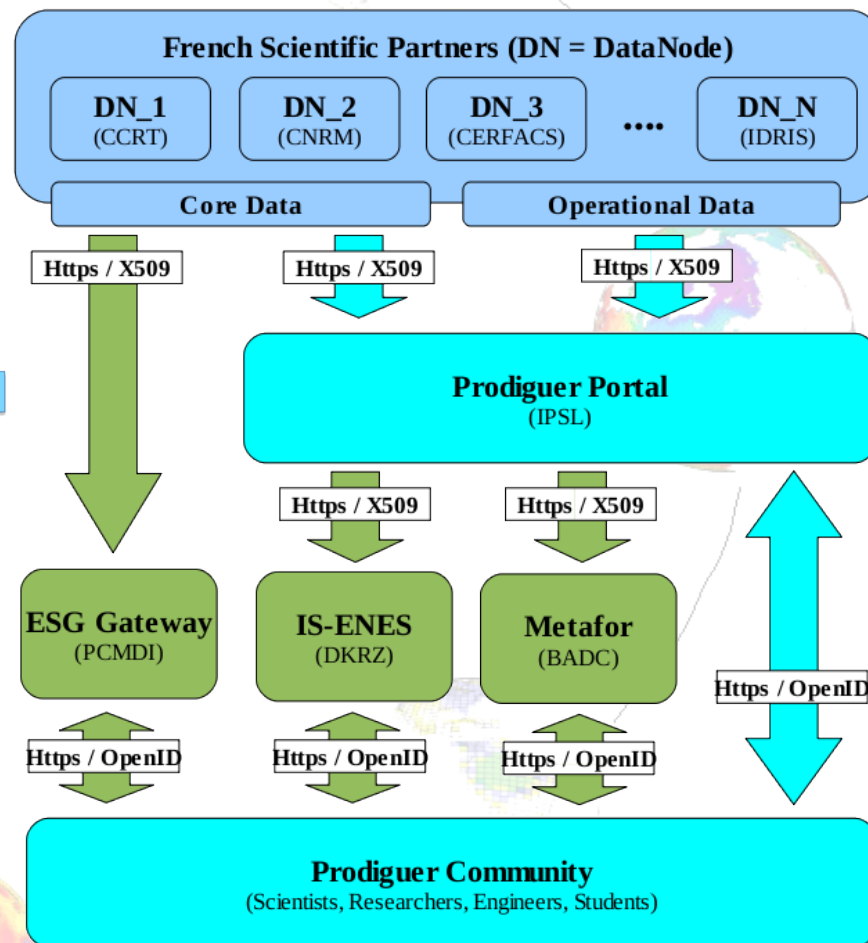 French Scientific Partners (DN = DataNode)
DN_1
(CCRT)
DN_2
(CNRM)
DN_3
(CERFACS)
....
DN_N
(IDRIS)
Core Data
Operational Data
Https / X509
Https / X509
Https / X509
Prodiguer Portal
(IPSL)
Https / X509
Https / X509
ESG Gateway
(PCMDI)
IS-ENES
(DKRZ)
Metafor
(BADC)
Https / OpenID
Https / OpenID
Https / OpenID
Https / OpenID
Prodiguer Community
(Scientists, Researchers, Engineers, Students)